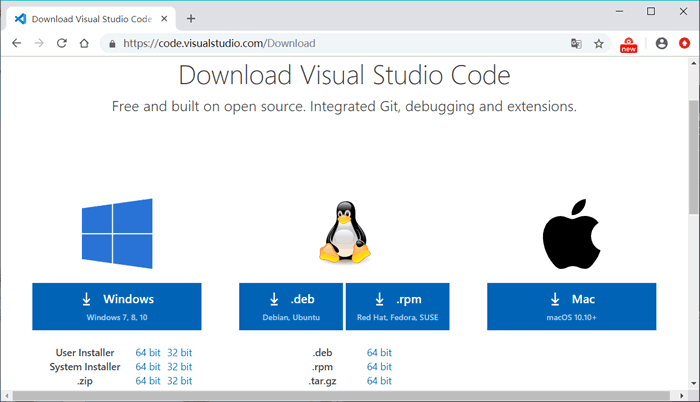 Download Visual Studio Code
https://code.visualstudio.com/Download
new
Download Visual Studio Code
Free and built on open source. Integrated Git, debugging and extensions.
Windows
Windows 7, 8, 10
.deb
Debian, Ubuntu
.rpm
Red Hat, Fedora, SUSE
Mac
macOS 10.10+
User Installer 64 bit 32 bit
System Installer 64 bit 32 bit
.zip 64 bit 32 bit
.deb 64 bit
.rpm 64 bit
.tar.gz 64 bit